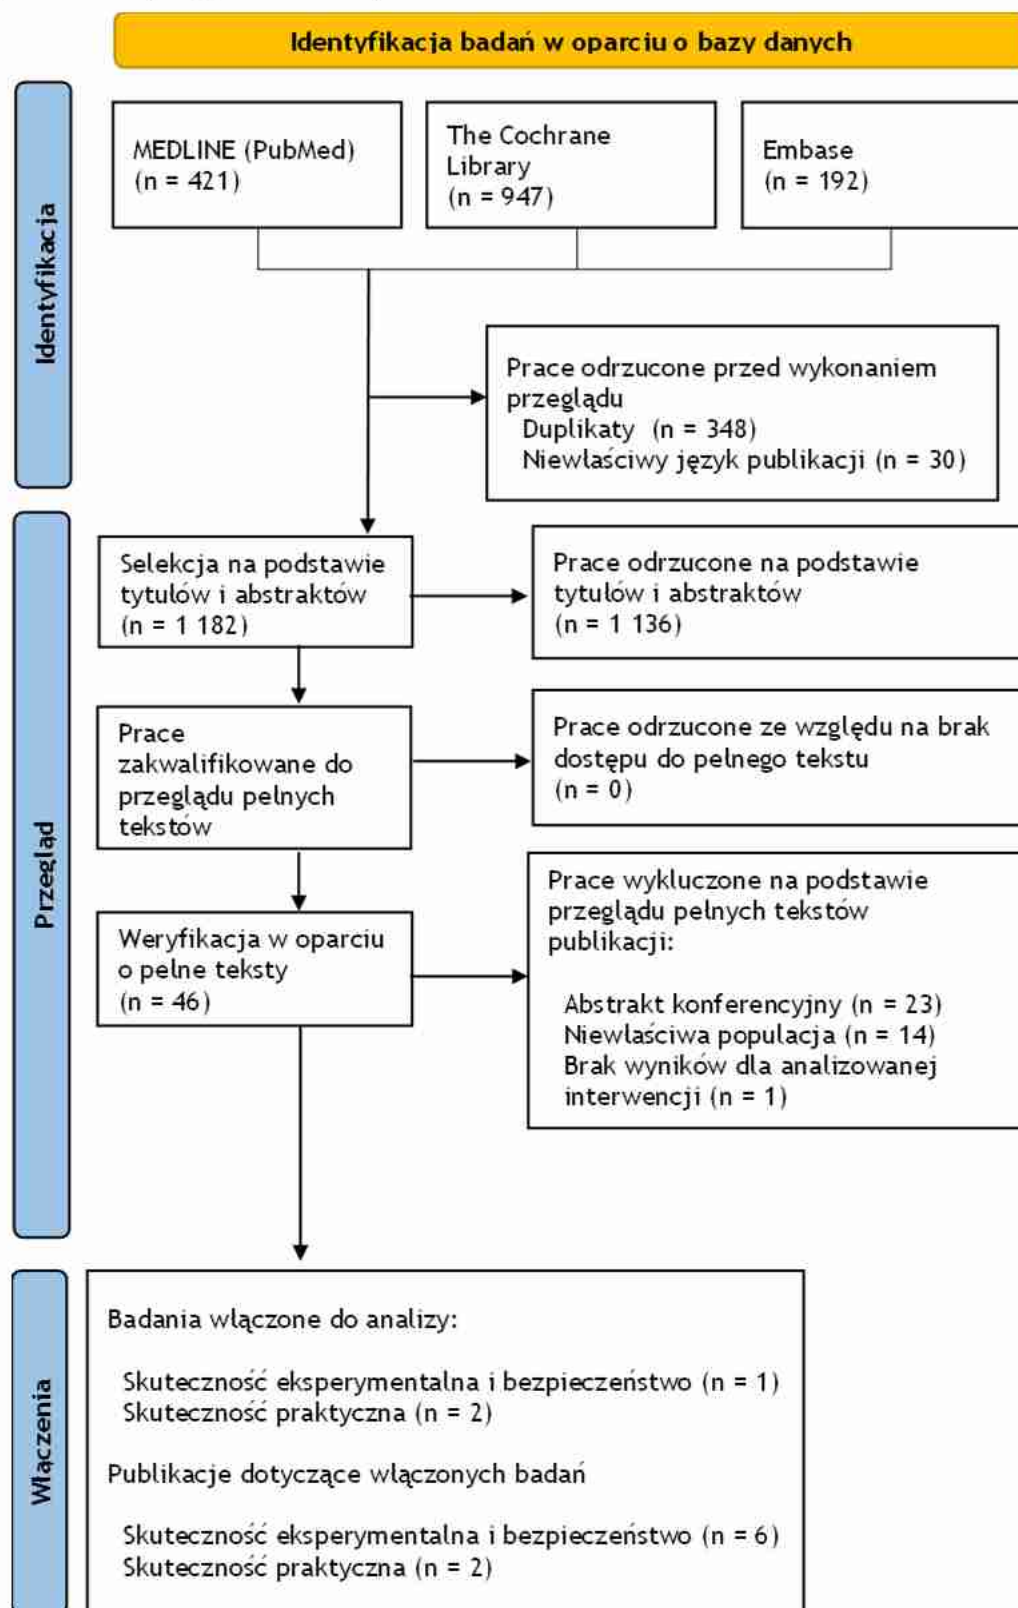 Identyfikacja badań w oparciu o bazy danych
Identyfikacja
MEDLINE (PubMed)
(n = 421)
The Cochrane
Library
(n = 947)
Embase
(n = 192)
Prace odrzucone przed wykonaniem
przeglądu
Duplikaty (n = 348)
Niewłaściwy język publikacji (n = 30)
Przegląd
Selekcja na podstawie
tytułów i abstraktów
(n = 1 182)
Prace odrzucone na podstawie
tytułów i abstraktów
(n = 1 136)
Prace
zakwalifikowane do
przeglądu pełnych
tekstów
Prace odrzucone ze względu na brak
dostępu do pełnego tekstu
(n = 0)
Weryfikacja w oparciu
o pełne teksty
(n = 46)
Prace wykluczone na podstawie
przeglądu pełnych tekstów
publikacji:
Abstrakt konferencyjny (n = 23)
Niewłaściwa populacja (n = 14)
Brak wyników dla analizowanej
interwencji (n = 1)
Włączenia
Badania włączone do analizy:
Skuteczność eksperymentalna i bezpieczeństwo (n = 1)
Skuteczność praktyczna (n = 2)
Publikacje dotyczące włączonych badań
Skuteczność eksperymentalna i bezpieczeństwo (n = 6)
Skuteczność praktyczna (n = 2)